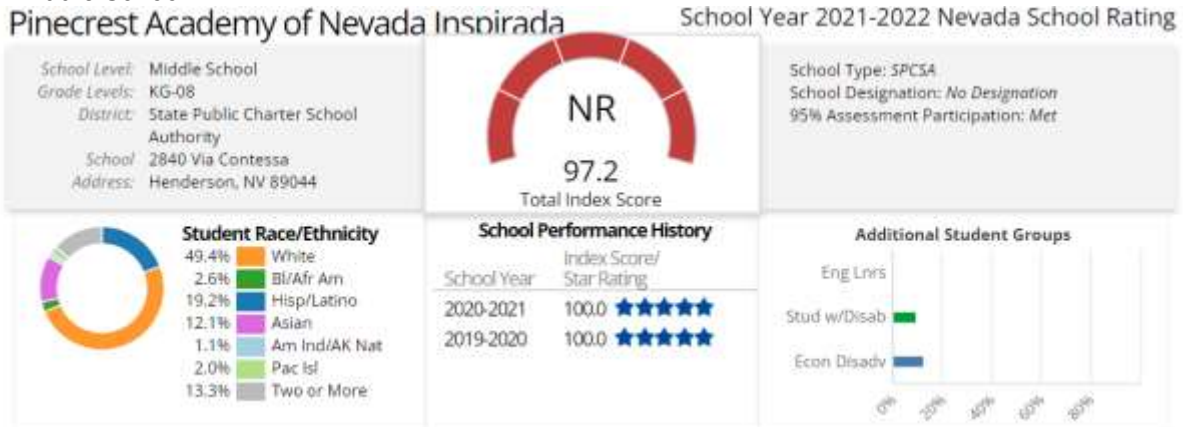 Pinecrest Academy of Nevada Inspirada
School Year 2021-2022 Nevada School Rating
School Level: Middle School
Grade Levels: KG-08
District: State Public Charter School
Authority
School 2840 Via Contessa
Address: Henderson, NV 89044
NR
97.2
Total Index Score
School Type: SPCSA
School Designation: No Designation
95% Assessment Participation: Met
Student Race/Ethnicity
49.4% White
2.6% Bl/Afr Am
19.2% Hisp/Latino
12.1% Asian
1.1% Am Ind/AK Nat
2.0% Pac Isl
13.3% Two or More
School Performance History
Index Score/
School Year Star Rating
2020-2021 100.0
2019-2020 100.0
Additional Student Groups
Eng Lnrs
Stud w/Disab
Econ Disadv
0% 20% 40% 60% 80%